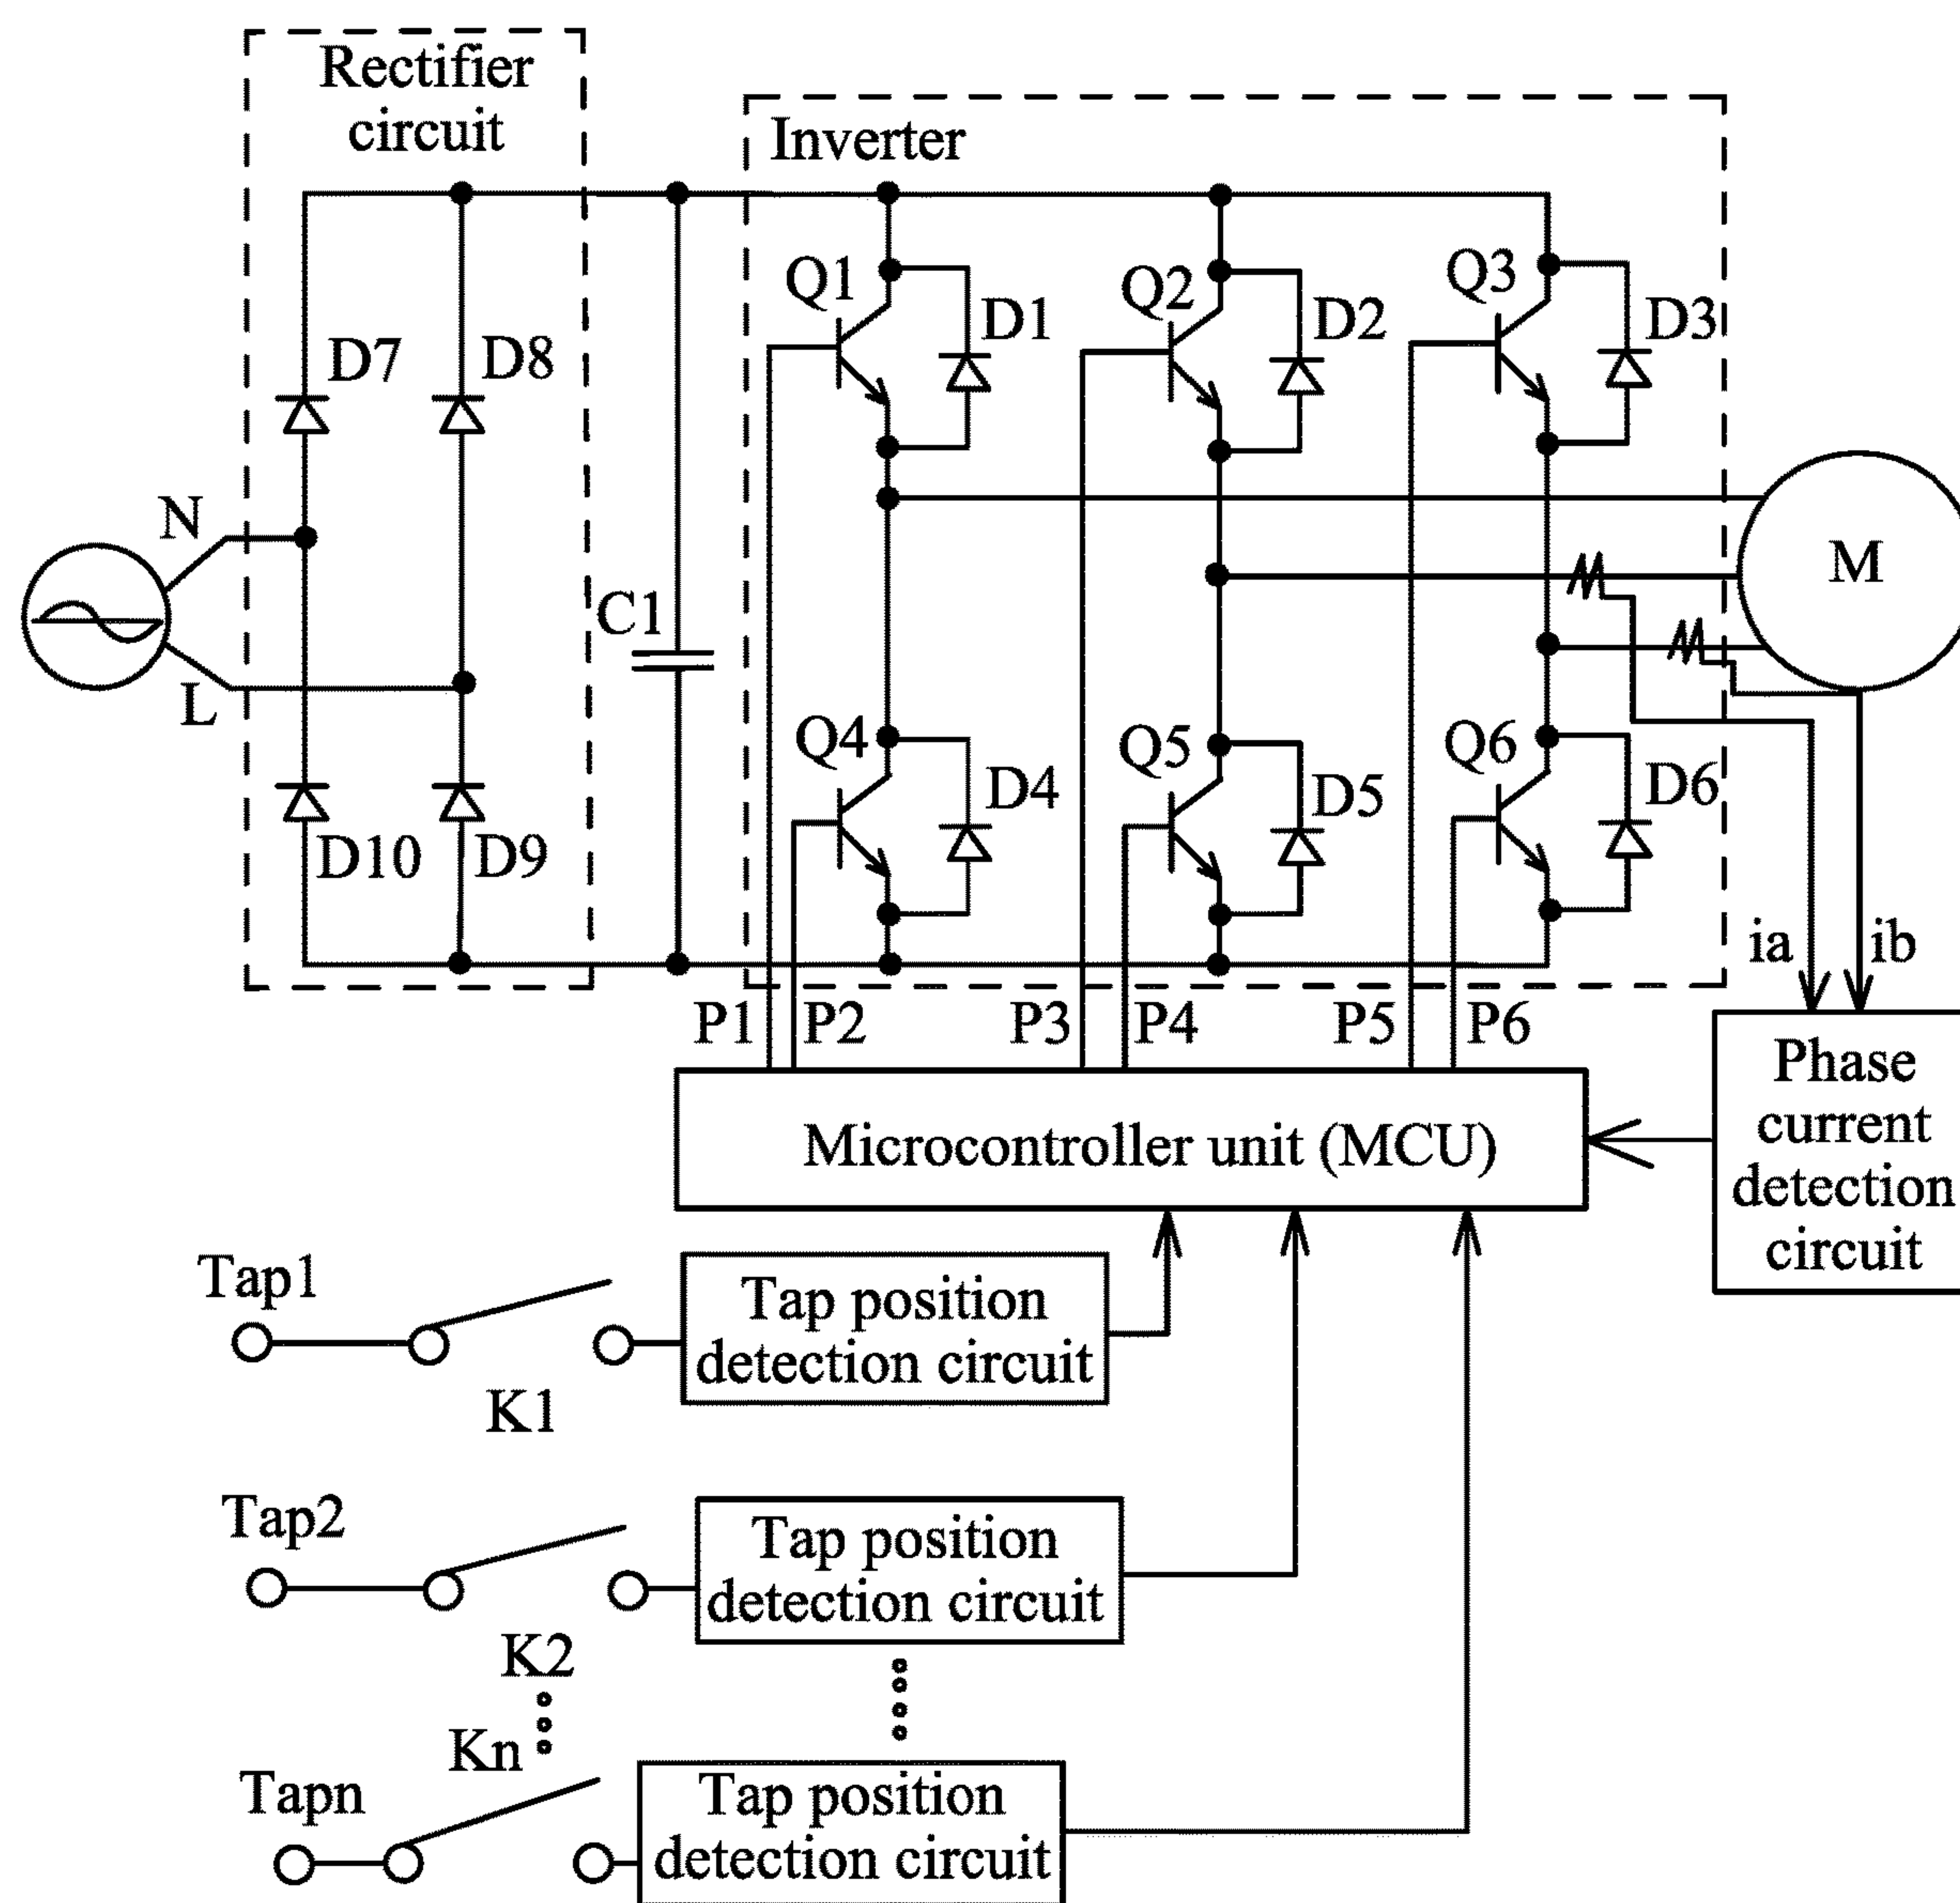 Rectifier
circuit
Inverter
Q1
D1
Q2
D2
Q3
D3
D7
D8
N
M
C1
L
Q4
D4
Q5
D5
Q6
D6
D10
D9
ia
ib
P1
P2
P3
P4
P5
P6
Phase
current
detection
circuit
Microcontroller unit (MCU)
Tap1
K1
Tap position
detection circuit
Tap2
K2
Tap position
detection circuit
Tapn
Kn
Tap position
detection circuit